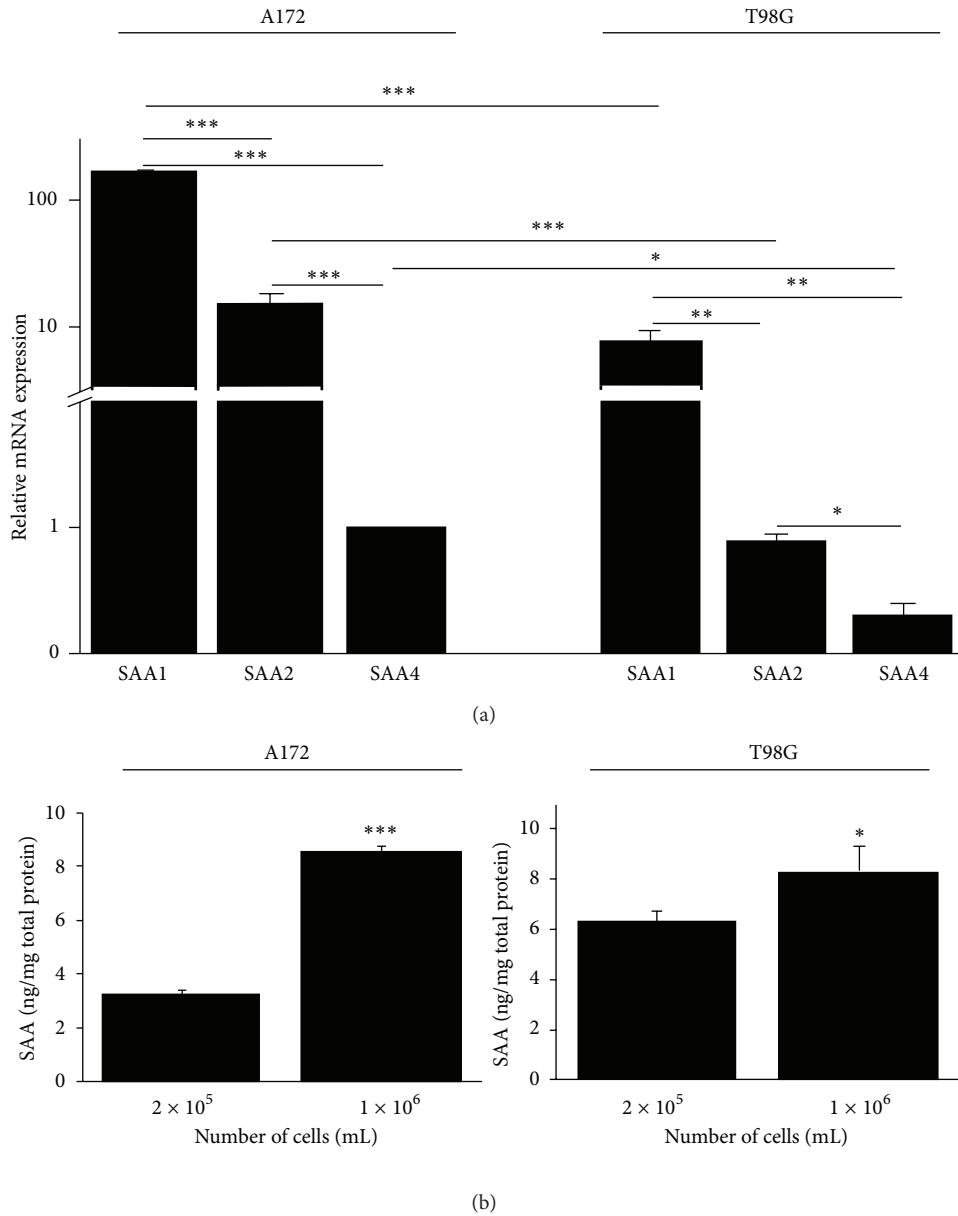 A172 T98G
***
***
***
100
***
*
***
**
10
**
Relative mRNA expression
1
*
0
SAA1 SAA2 SAA4 SAA1 SAA2 SAA4
(a)
A172 T98G
10
8
6
4
2
0
SAA (ng/mg total protein)
***
2 × 10⁵ 1 × 10⁶
Number of cells (mL)
10
8
6
4
2
0
SAA (ng/mg total protein)
*
2 × 10⁵ 1 × 10⁶
Number of cells (mL)
(b)